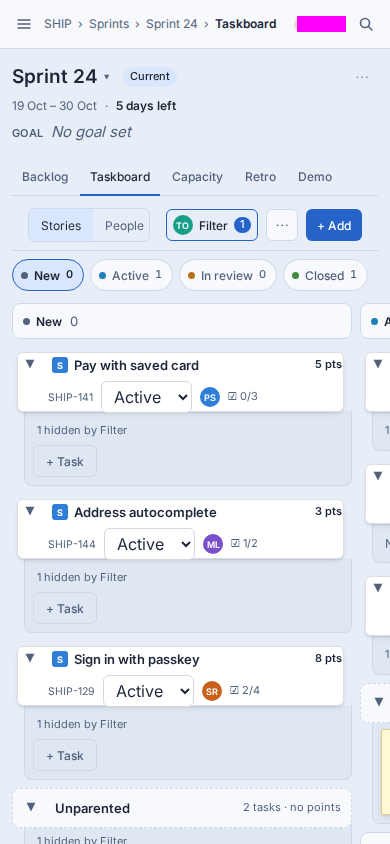 SHIP › Sprints › Sprint 24 › Taskboard
Sprint 24 ▾ Current ···
19 Oct – 30 Oct · 5 days left
GOAL No goal set
Backlog Taskboard Capacity Retro Demo
Stories People TO Filter 1 ··· + Add
New 0 Active 1 In review 0 Closed 1
New 0
▼ S Pay with saved card 5 pts
SHIP-141 Active PS ☑ 0/3
1 hidden by Filter
+ Task
▼ S Address autocomplete 3 pts
SHIP-144 Active ML ☑ 1/2
1 hidden by Filter
+ Task
▼ S Sign in with passkey 8 pts
SHIP-129 Active SR ☑ 2/4
1 hidden by Filter
+ Task
▼ Unparented 2 tasks · no points
1 hidden by Filter